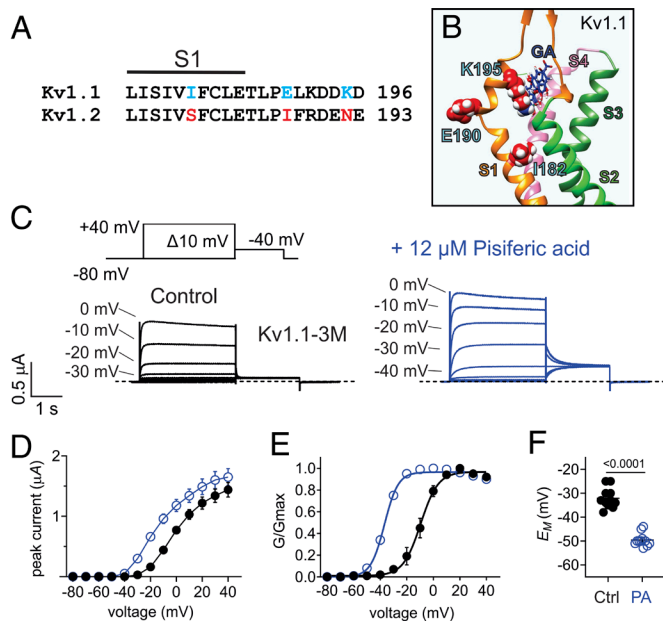 A
S1
Kv1.1 LISIVIFCLETLPELKDDKD 196
Kv1.2 LISIVSFCLETLPIFRDENE 193
B
Kv1.1
GA
S4
K195
S3
E190
I182
S1
S2
C
+40 mV
Δ10 mV
-40 mV
-80 mV
+ 12 µM Pisiferic acid
Control
Kv1.1-3M
0 mV
-10 mV
-20 mV
-30 mV
0.5 µA
1 s
0 mV
-10 mV
-20 mV
-30 mV
-40 mV
D
peak current (µA)
2
1
0
-80 -60 -40 -20 0 20 40
voltage (mV)
E
G/Gmax
1.0
0.8
0.6
0.4
0.2
0.0
-80 -60 -40 -20 0 20 40
voltage (mV)
F
<0.0001
EM (mV)
-20
-30
-40
-50
-60
Ctrl PA